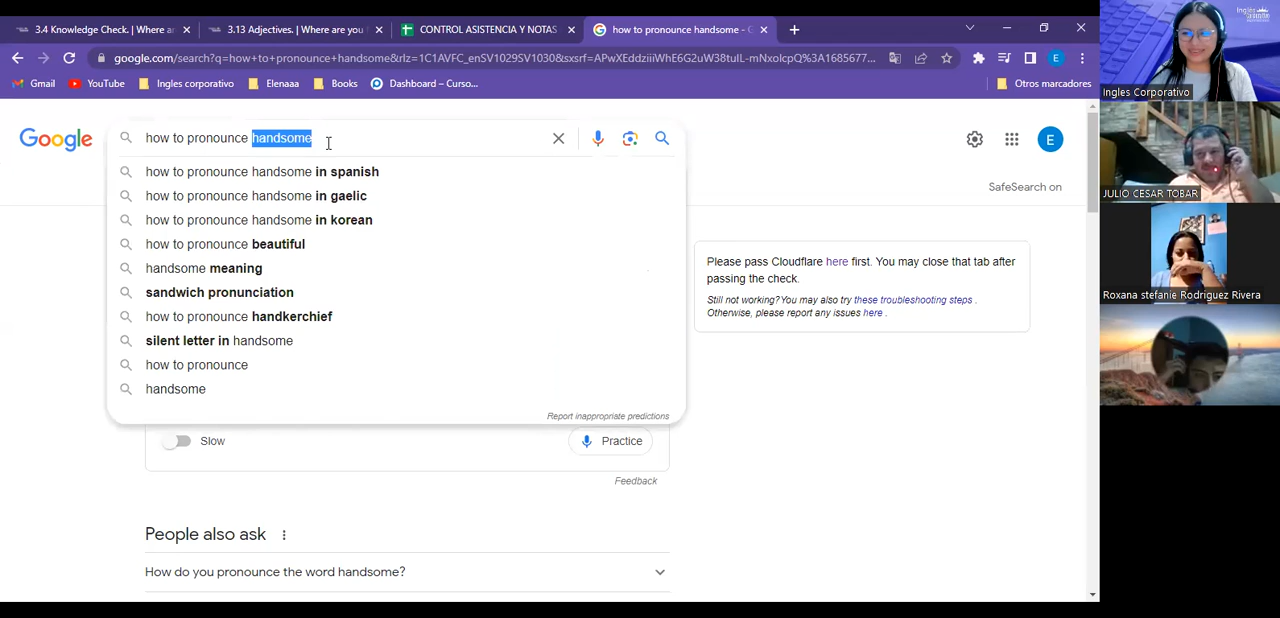 3.4 Knowledge Check. | Where ar
3.13 Adjectives. | Where are you f
CONTROL ASISTENCIA Y NOTAS
how to pronounce handsome - G
google.com/search?q=how+to+pronounce+handsome&rlz=1C1AVFC_enSV1029SV1030&sxsrf=APwXEddziiiWhE6G2uW38tuIL-mNxolcpQ%3A1685677...
E
Gmail
YouTube
Ingles corporativo
Elenaaa
Books
Dashboard – Curso...
Otros marcadores
Google
how to pronounce handsome
E
SafeSearch on
how to pronounce handsome in spanish
how to pronounce handsome in gaelic
how to pronounce handsome in korean
how to pronounce beautiful
handsome meaning
sandwich pronunciation
how to pronounce handkerchief
silent letter in handsome
how to pronounce
handsome
Report inappropriate predictions
Please pass Cloudflare here first. You may close that tab after
passing the check.
Still not working? You may also try these troubleshooting steps .
Otherwise, please report any issues here .
Slow
Practice
Feedback
People also ask
How do you pronounce the word handsome?
Ingles Corporativo
JULIO CESAR TOBAR
Roxana stefanie Rodriguez Rivera